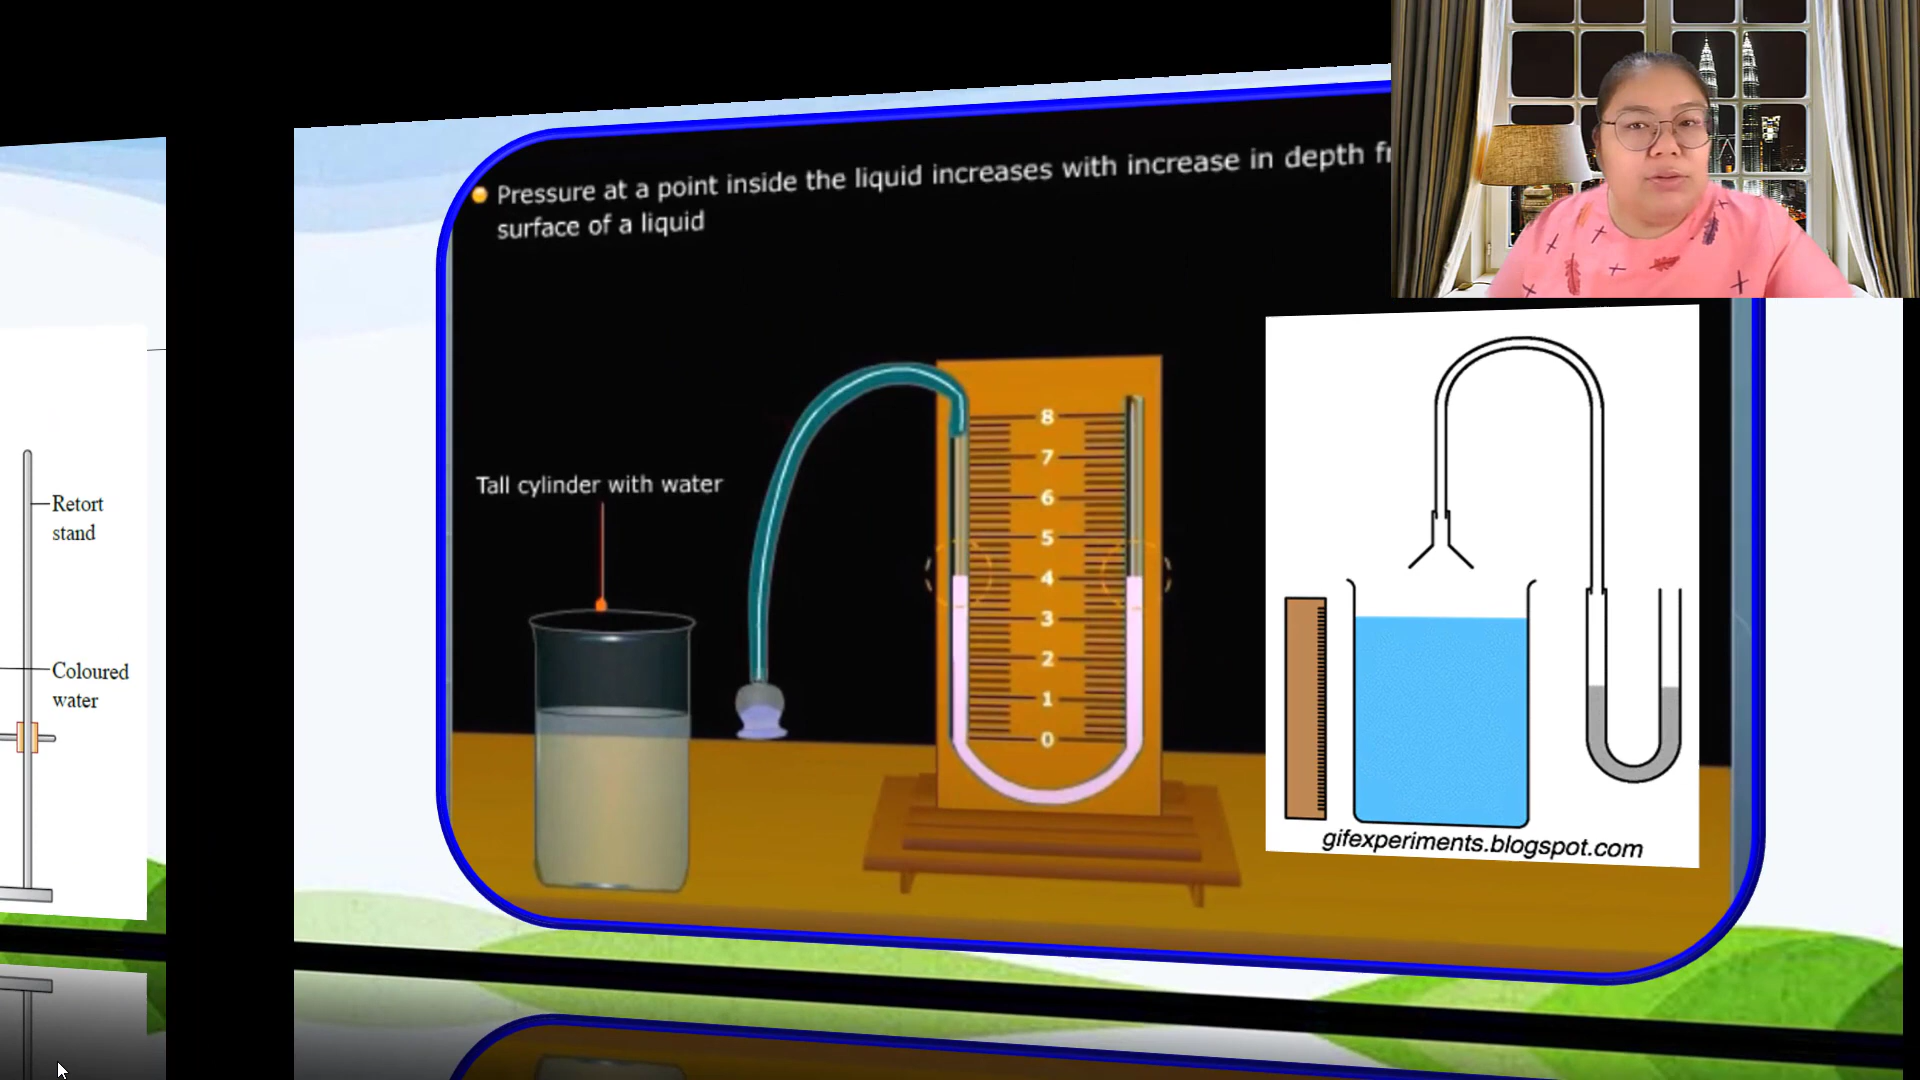 Pressure at a point inside the liquid increases with increase in depth
surface of a liquid
Tall cylinder with water
8
7
6
5
4
3
2
1
0
Retort
stand
Coloured
water
gifexperiments.blogspot.com